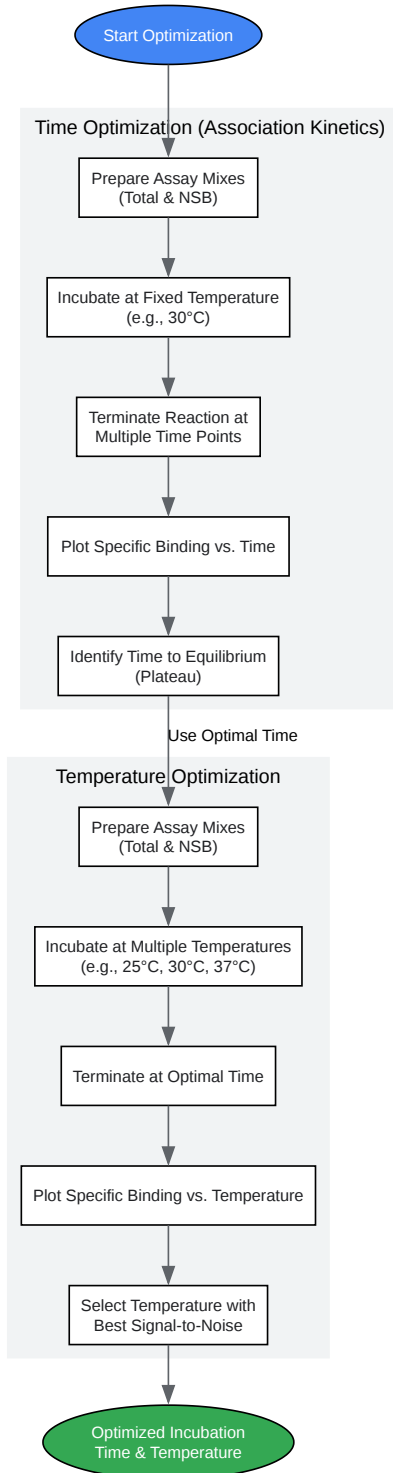 Start Optimization
Time Optimization (Association Kinetics)
Prepare Assay Mixes
(Total & NSB)
Incubate at Fixed Temperature
(e.g., 30°C)
Terminate Reaction at
Multiple Time Points
Plot Specific Binding vs. Time
Identify Time to Equilibrium
(Plateau)
Use Optimal Time
Temperature Optimization
Prepare Assay Mixes
(Total & NSB)
Incubate at Multiple Temperatures
(e.g., 25°C, 30°C, 37°C)
Terminate at Optimal Time
Plot Specific Binding vs. Temperature
Select Temperature with
Best Signal-to-Noise
Optimized Incubation
Time & Temperature